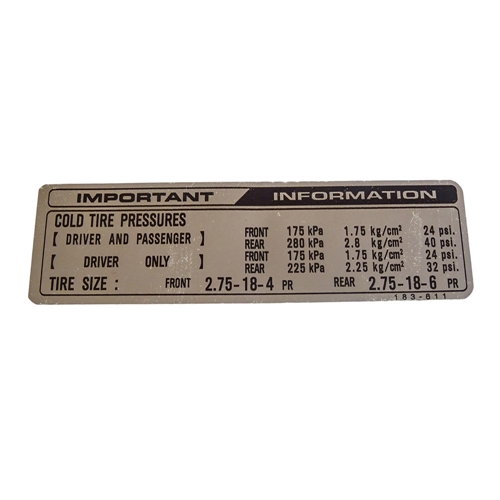 IMPORTANT INFORMATION
COLD TIRE PRESSURES
【 DRIVER AND PASSENGER 】 FRONT 175 kPa 1.75 kg/cm² 24 psi.
REAR 280 kPa 2.8 kg/cm² 40 psi.
【 DRIVER ONLY 】 FRONT 175 kPa 1.75 kg/cm² 24 psi.
REAR 225 kPa 2.25 kg/cm² 32 psi.
TIRE SIZE : FRONT 2.75-18-4 PR REAR 2.75-18-6 PR
183-611